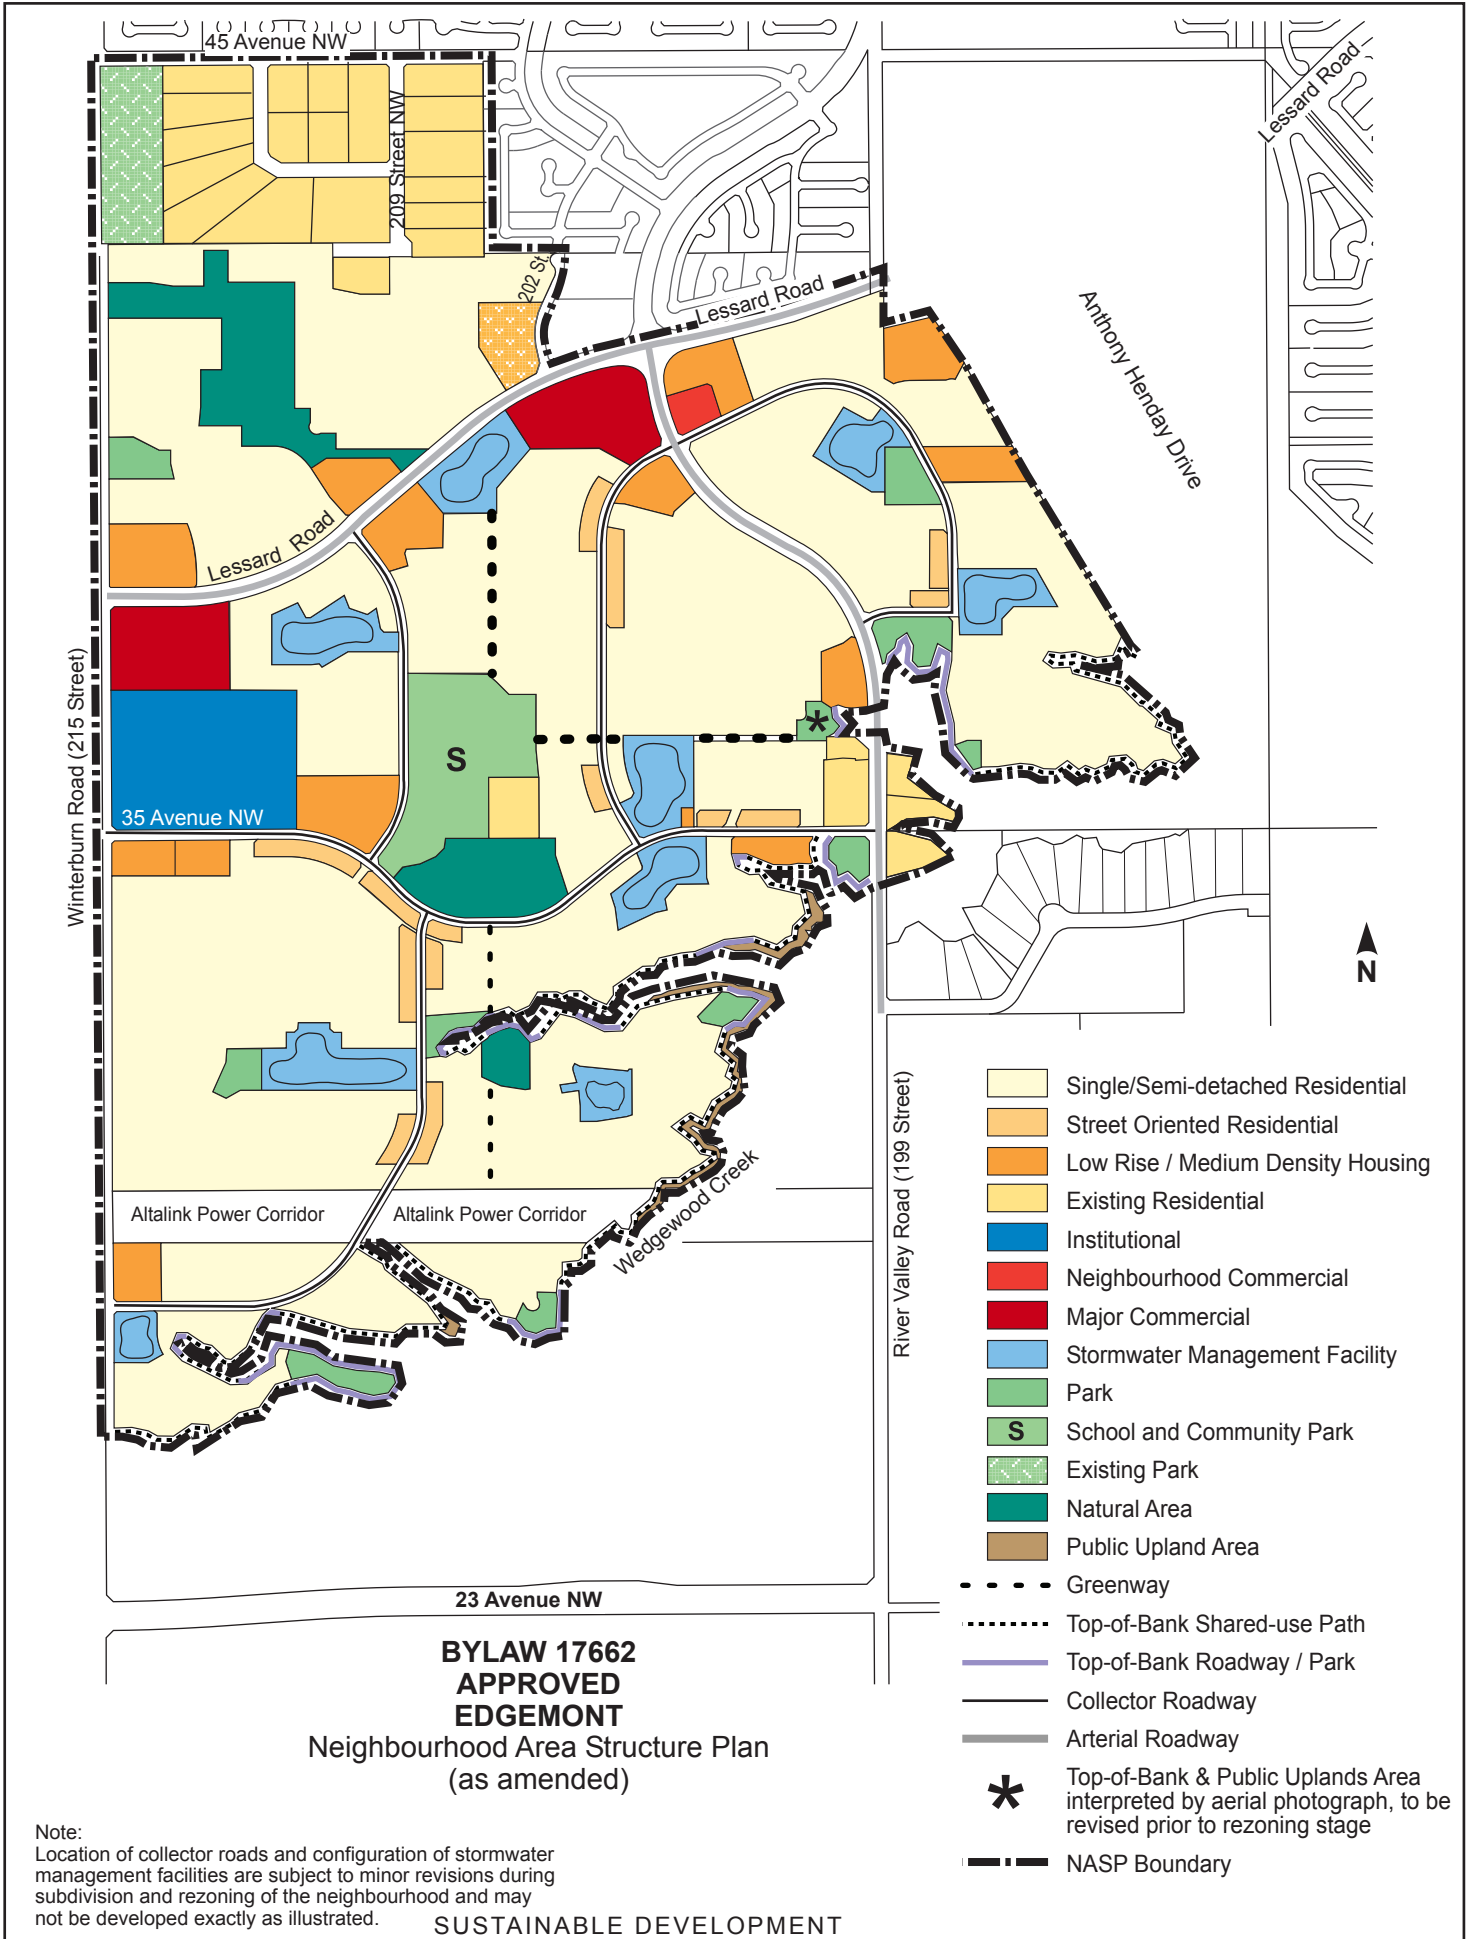 45 Avenue NW
Lessard Road
209 Street NW
202 St.
Lessard Road
Anthony Henday Drive
Lessard Road
Winterburn Road (215 Street)
S
*
35 Avenue NW
N
Altalink Power Corridor
Altalink Power Corridor
Wedgewood Creek
River Valley Road (199 Street)
Single/Semi-detached Residential
Street Oriented Residential
Low Rise / Medium Density Housing
Existing Residential
Institutional
Neighbourhood Commercial
Major Commercial
Stormwater Management Facility
Park
S School and Community Park
Existing Park
Natural Area
Public Upland Area
Greenway
Top-of-Bank Shared-use Path
Top-of-Bank Roadway / Park
Collector Roadway
Arterial Roadway
* Top-of-Bank & Public Uplands Area
interpreted by aerial photograph, to be
revised prior to rezoning stage
NASP Boundary
23 Avenue NW
BYLAW 17662
APPROVED
EDGEMONT
Neighbourhood Area Structure Plan
(as amended)
Note:
Location of collector roads and configuration of stormwater
management facilities are subject to minor revisions during
subdivision and rezoning of the neighbourhood and may
not be developed exactly as illustrated.
SUSTAINABLE DEVELOPMENT